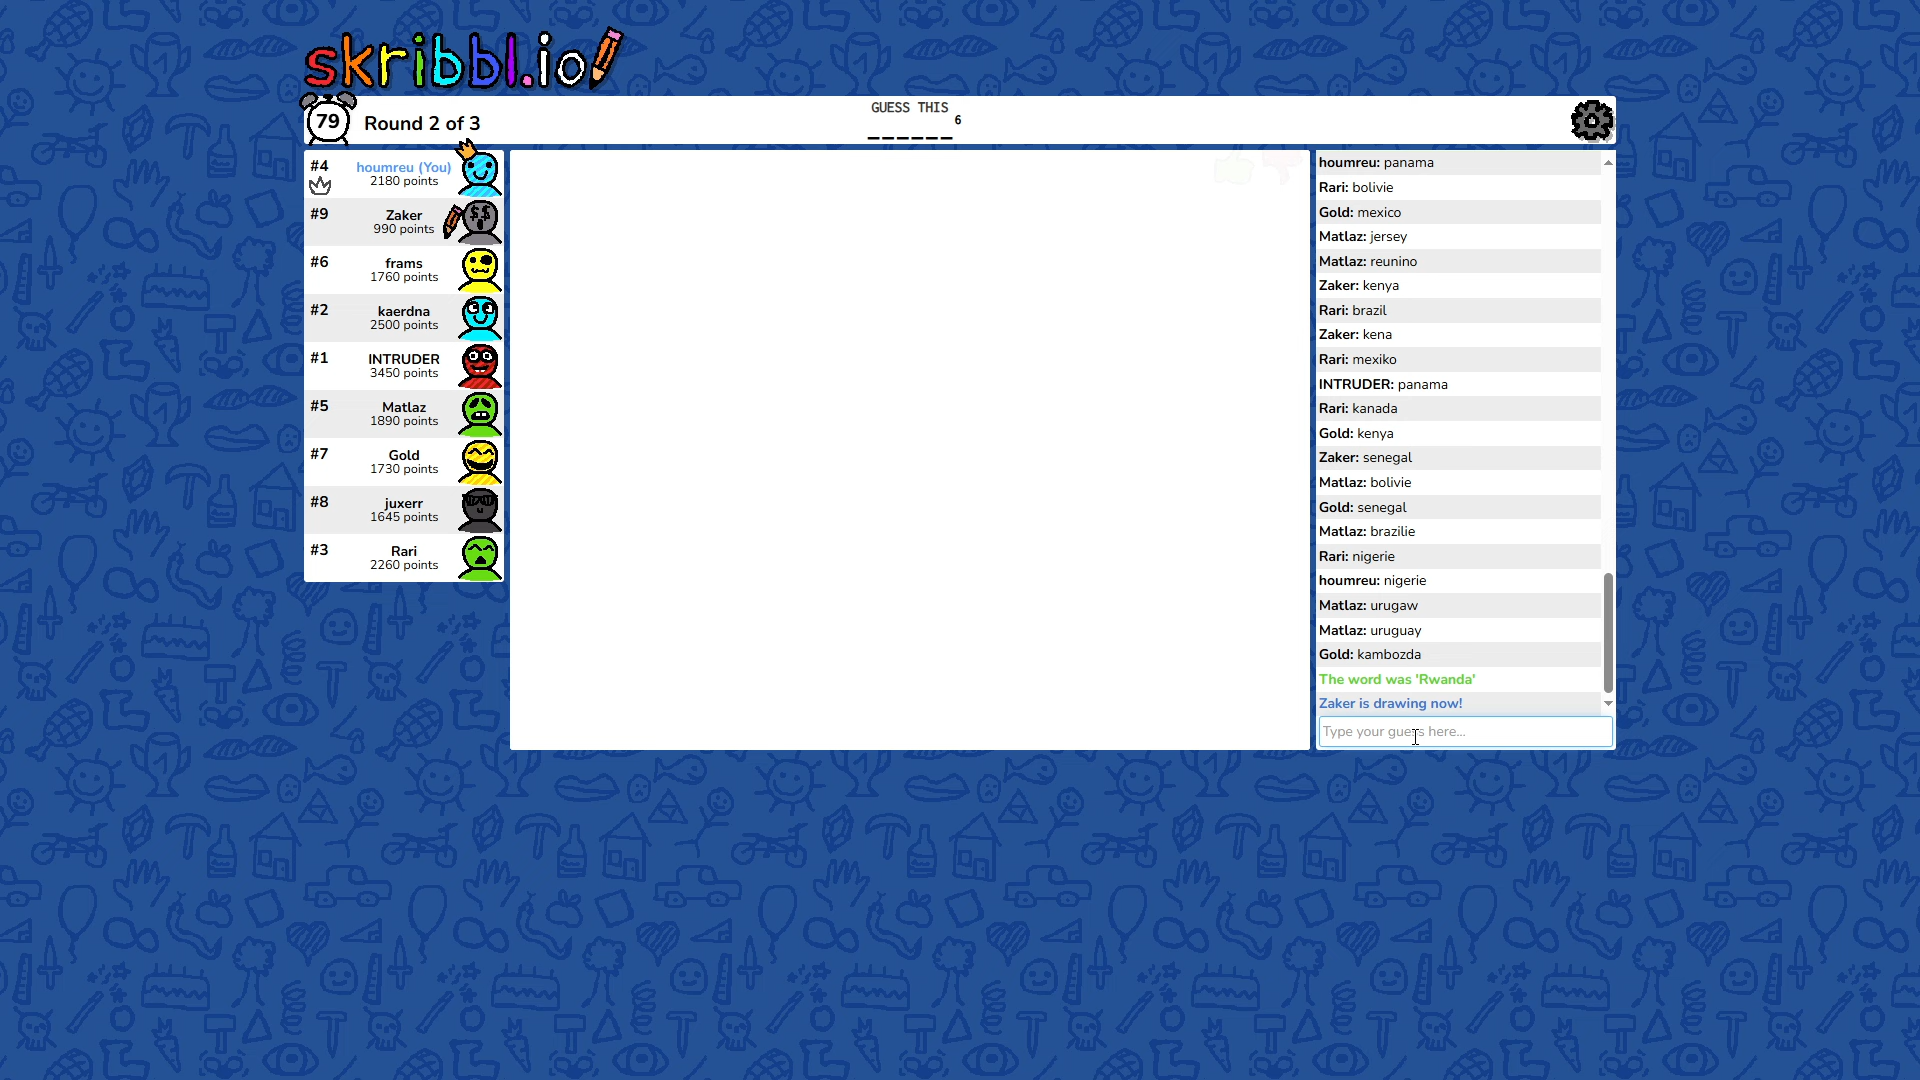 skribbl.io
79
Round 2 of 3
GUESS THIS
______ 6
#4
houmreu (You)
2180 points
#9
Zaker
990 points
#6
frams
1760 points
#2
kaerdna
2500 points
#1
INTRUDER
3450 points
#5
Matlaz
1890 points
#7
Gold
1730 points
#8
juxerr
1645 points
#3
Rari
2260 points
houmreu: panama
Rari: bolivie
Gold: mexico
Matlaz: jersey
Matlaz: reunino
Zaker: kenya
Rari: brazil
Zaker: kena
Rari: mexiko
INTRUDER: panama
Rari: kanada
Gold: kenya
Zaker: senegal
Matlaz: bolivie
Gold: senegal
Matlaz: brazilie
Rari: nigerie
houmreu: nigerie
Matlaz: urugaw
Matlaz: uruguay
Gold: kambozda
The word was 'Rwanda'
Zaker is drawing now!
Type your guess here...